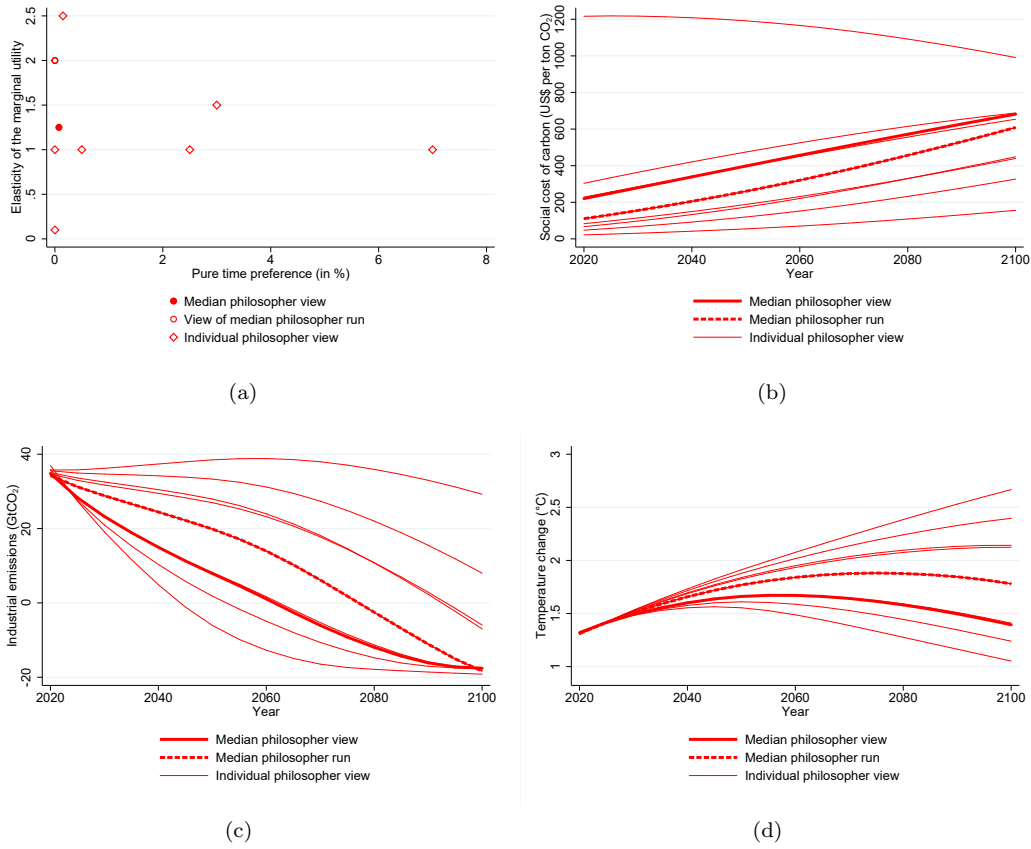 Elasticity of the marginal utility
2.5
2
1.5
1
.5
0
0
2
4
6
8
Pure time preference (in %)
Median philosopher view
View of median philosopher run
Individual philosopher view
(a)
Social cost of carbon (US$ per ton CO₂)
1200
1000
800
600
400
200
0
2020
2040
2060
2080
2100
Year
Median philosopher view
Median philosopher run
Individual philosopher view
(b)
Industrial emissions (GtCO₂)
40
20
0
-20
2020
2040
2060
2080
2100
Year
Median philosopher view
Median philosopher run
Individual philosopher view
(c)
Temperature change (°C)
3
2.5
2
1.5
1
2020
2040
2060
2080
2100
Year
Median philosopher view
Median philosopher run
Individual philosopher view
(d)